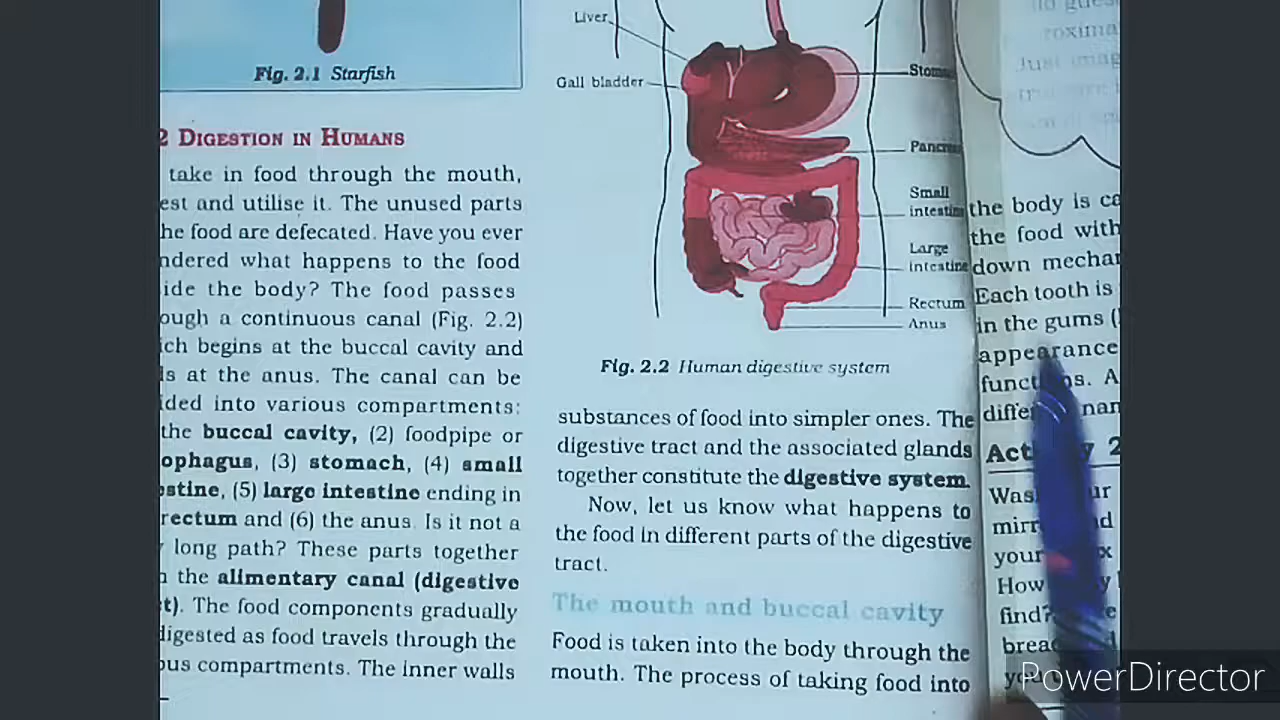 Fig. 2.1 Starfish
2 DIGESTION IN HUMANS
take in food through the mouth,
est and utilise it. The unused parts
he food are defecated. Have you ever
ndered what happens to the food
ide the body? The food passes
ough a continuous canal (Fig. 2.2)
ch begins at the buccal cavity and
s at the anus. The canal can be
ided into various compartments:
the buccal cavity, (2) foodpipe or
ophagus, (3) stomach, (4) small
stine, (5) large intestine ending in
rectum and (6) the anus. Is it not a
long path? These parts together
the alimentary canal (digestive
t). The food components gradually
digested as food travels through the
ous compartments. The inner walls
Liver
Gall bladder
Stoma
Pancre
Small
intestin
Large
intestine
Rectum
Anus
Fig. 2.2 Human digestive system
substances of food into simpler ones. The
digestive tract and the associated glands
together constitute the digestive system.
Now, let us know what happens to
the food in different parts of the digestive
tract.
The mouth and buccal cavity
Food is taken into the body through the
mouth. The process of taking food into
roxima
Just imag
the body is ca
the food with
down mechan
Each tooth is
in the gums (
appearance
A
2
mir
your
How
find?
PowerDirector